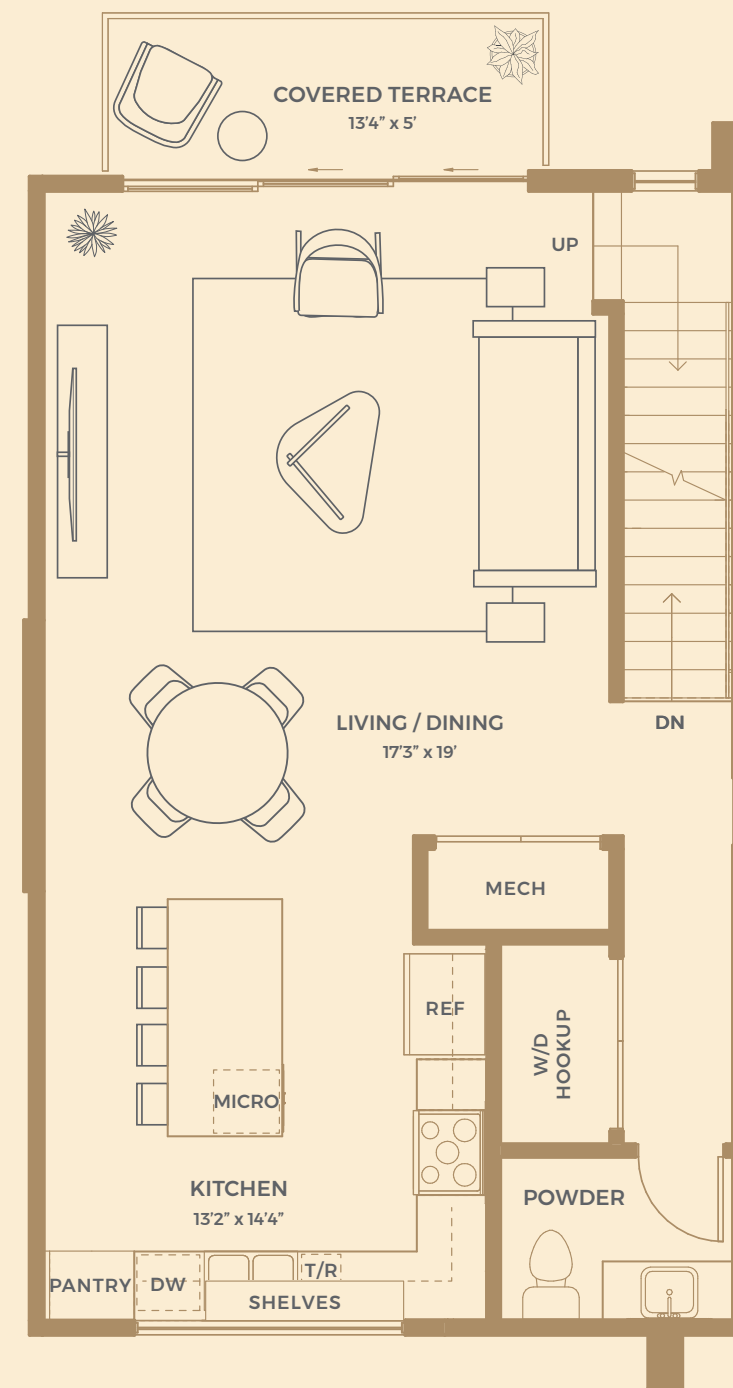 COVERED TERRACE
13’4” x 5’
UP
LIVING / DINING
17’3” x 19’
DN
MECH
REF
W/D
HOOKUP
MICRO
KITCHEN
13’2” x 14’4”
POWDER
PANTRY
DW
T/R
SHELVES